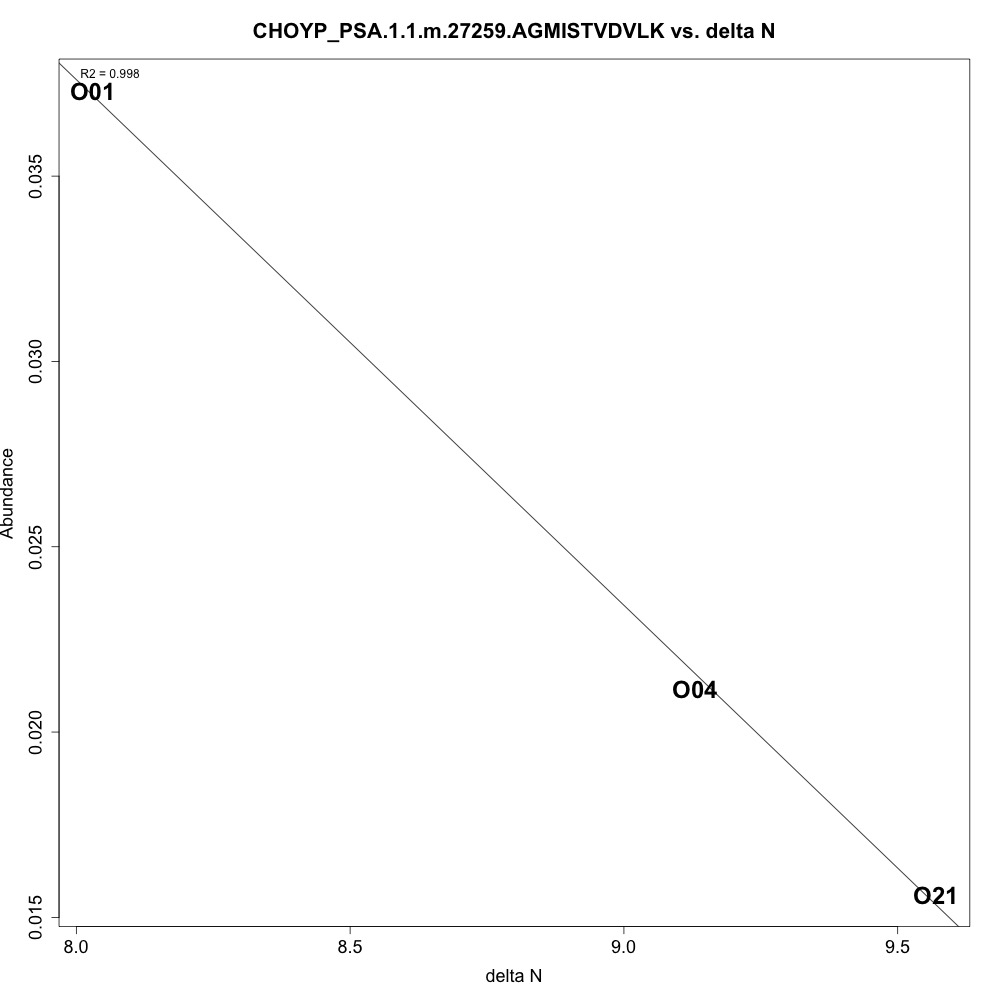 CHOYP_PSA.1.1.m.27259.AGMISTVDVLK vs. delta N
R2 = 0.998
O01
0.035
0.030
Abundance
0.025
O04
0.020
O21
0.015
8.0 8.5 9.0 9.5
delta N